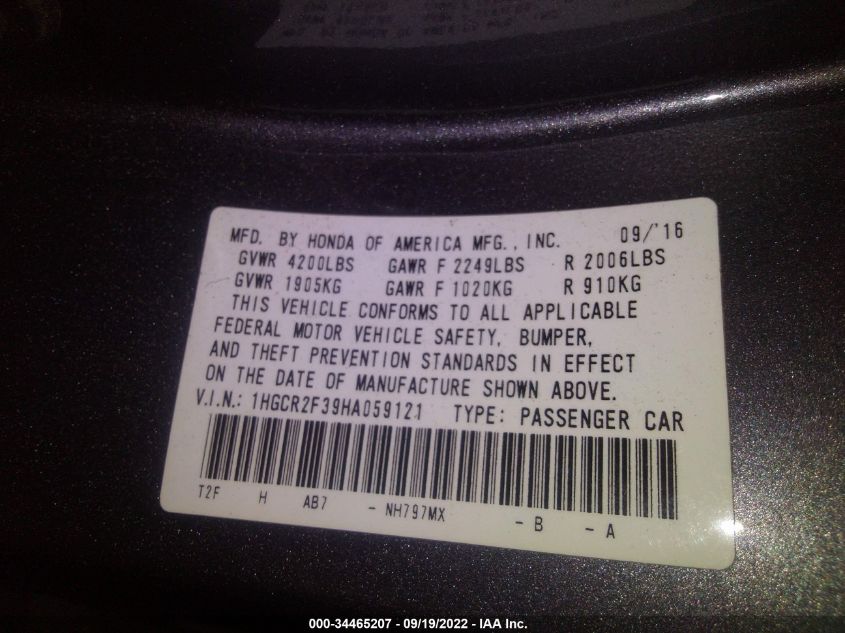 MFD. BY HONDA OF AMERICA MFG., INC. 09/'16
GVWR 4200LBS GAWR F 2249LBS R 2006LBS
GVWR 1905KG GAWR F 1020KG R 910KG
THIS VEHICLE CONFORMS TO ALL APPLICABLE
FEDERAL MOTOR VEHICLE SAFETY, BUMPER,
AND THEFT PREVENTION STANDARDS IN EFFECT
ON THE DATE OF MANUFACTURE SHOWN ABOVE.
V.I.N.: 1HGCR2F39HA059121 TYPE: PASSENGER CAR
T2F H AB7 - NH797MX - B - A
000-34465207 - 09/19/2022 - IAA Inc.